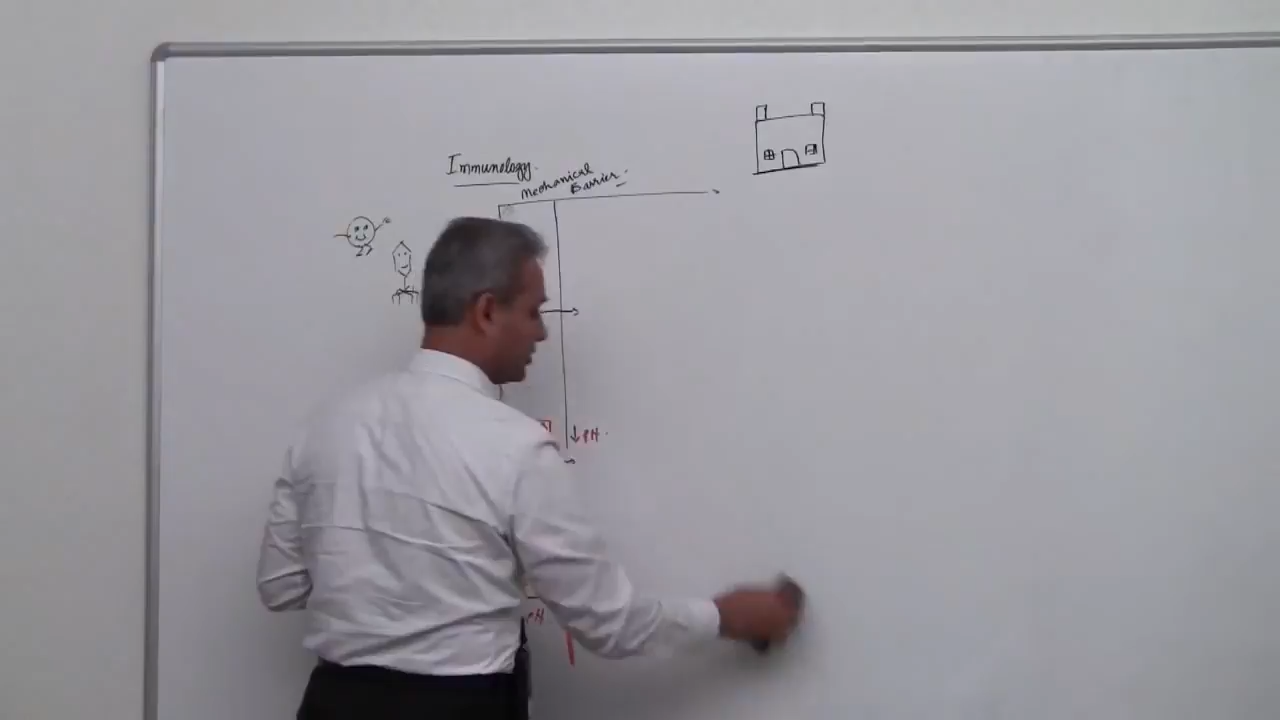 Immunology.
Mechanical
Barrier.
↓ PH.
PH